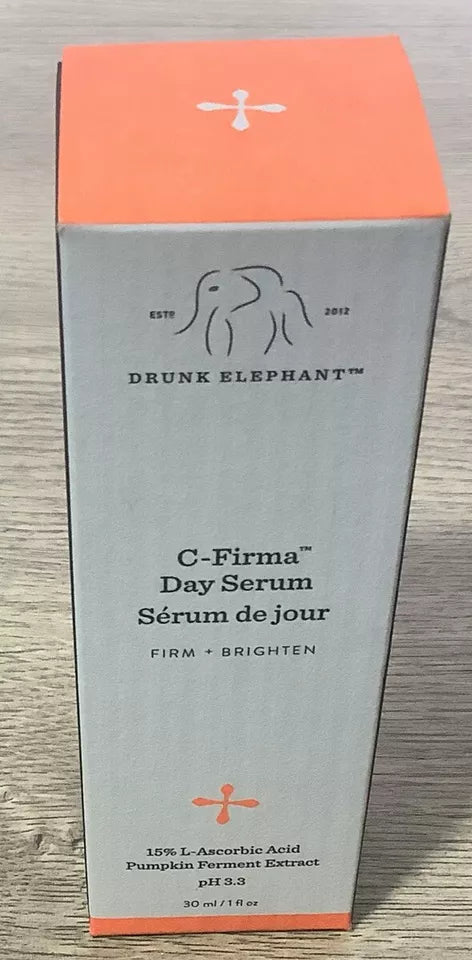 ESTD 2012
DRUNK ELEPHANT™
C-Firma™
Day Serum
Sérum de jour
FIRM + BRIGHTEN
15% L-Ascorbic Acid
Pumpkin Ferment Extract
pH 3.3
30 ml / 1 fl oz